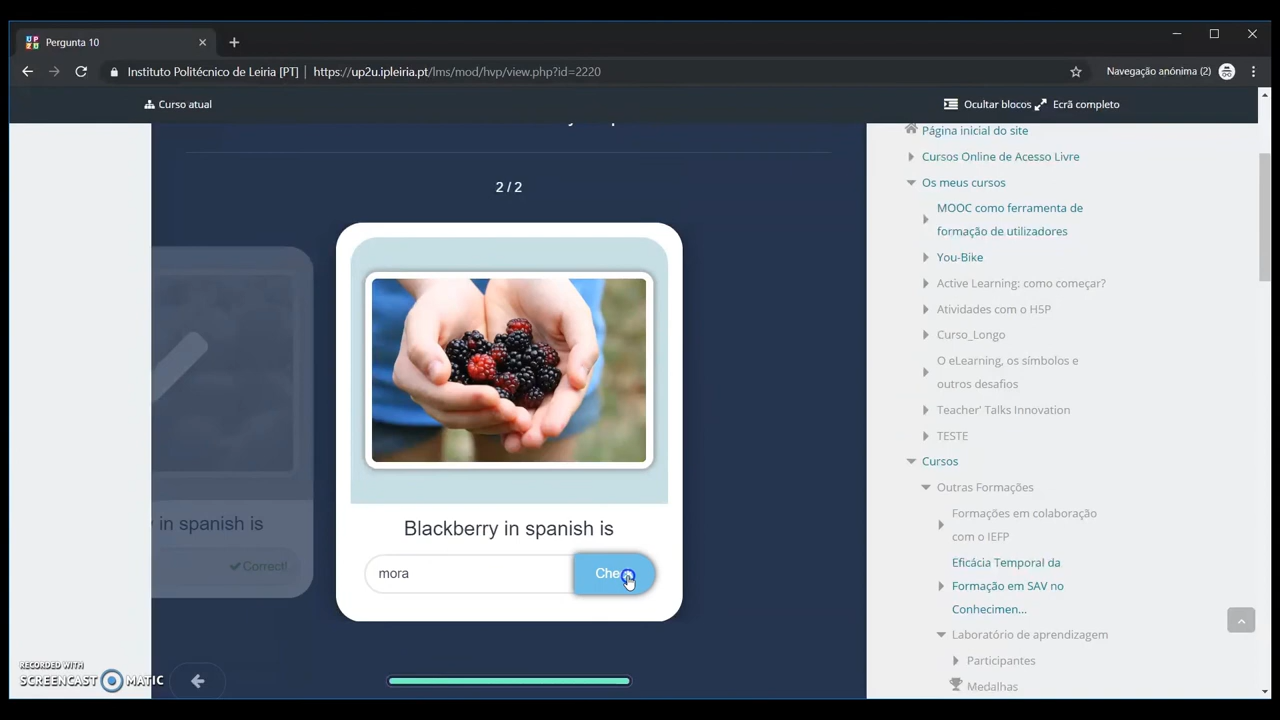 Pergunta 10
Instituto Politécnico de Leiria [PT]
https://up2u.ipleiria.pt/lms/mod/hvp/view.php?id=2220
Navegação anónima (2)
Curso atual
Ocultar blocos
Ecrã completo
2 / 2
in spanish is
Correct!
Blackberry in spanish is
mora
RECORDED WITH
SCREENCAST MATIC
Página inicial do site
Cursos Online de Acesso Livre
Os meus cursos
MOOC como ferramenta de
formação de utilizadores
You-Bike
Active Learning: como começar?
Atividades com o H5P
Curso_Longo
O eLearning, os símbolos e
outros desafios
Teacher' Talks Innovation
TESTE
Cursos
Outras Formações
Formações em colaboração
com o IEFP
Eficácia Temporal da
Formação em SAV no
Conhecimen...
Laboratório de aprendizagem
Participantes
Medalhas